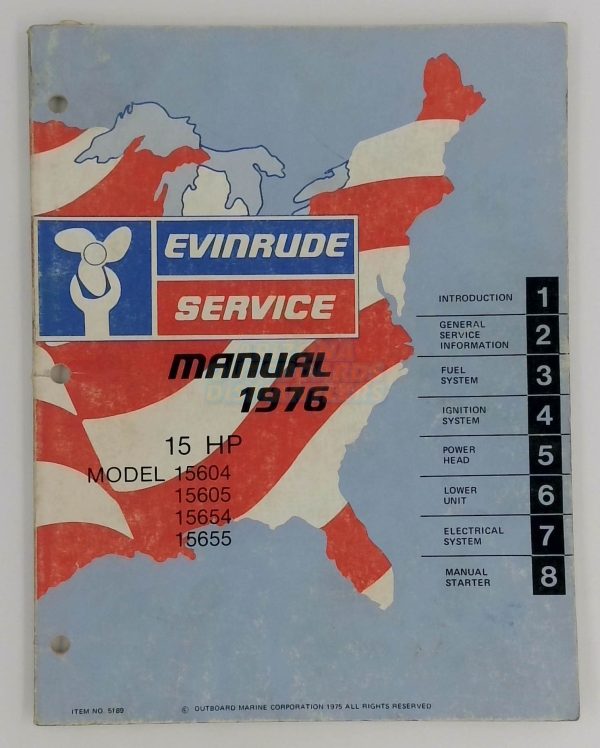 EVINRUDE
SERVICE
MANUAL
1976
15 HP
MODEL 15604
15605
15654
15655
INTRODUCTION 1
GENERAL
SERVICE
INFORMATION 2
FUEL
SYSTEM 3
IGNITION
SYSTEM 4
POWER
HEAD 5
LOWER
UNIT 6
ELECTRICAL
SYSTEM 7
MANUAL
STARTER 8
ITEM NO. 5189
© OUTBOARD MARINE CORPORATION 1975 ALL RIGHTS RESERVED